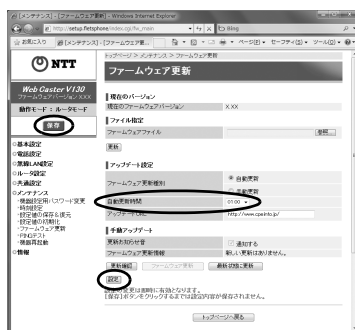 [メンテナンス]-[ファームウェア更新] - Windows Internet Explorer
Bing
お気に入り
[メンテナンス]-[ファームウェア更...
ページ(P)
セーフティ(S)
ツール(O)
NTT
Web Caster V130
ファームウェアバージョン:X.XX
動作モード：ルータモード
保存
基本設定
電話設定
無線LAN設定
ルータ設定
共通設定
メンテナンス
・機器設定用パスワード変更
・時刻設定
・設定値の保存＆復元
・設定値の初期化
・ファームウェア更新
・PINGテスト
・機器再起動
情報
トップページ > メンテナンス > ファームウェア更新
ファームウェア更新
現在のバージョン
現在のファームウェアバージョン X.XX
ファイル指定
ファームウェアファイル
参照...
更新
アップデート設定
ファームウェア更新種別
自動更新
手動更新
自動更新時間 01:00
アップデートURL
手動アップデート
更新お知らせ音 通知する
ファームウェア更新情報 新しい更新はありません。
更新確認 ファームウェア更新 最新状態に更新
設定
設定の変更は即時に有効となります。
[保存]ボタンをクリックするまでは設定内容が保存されません。
トップページへ戻る